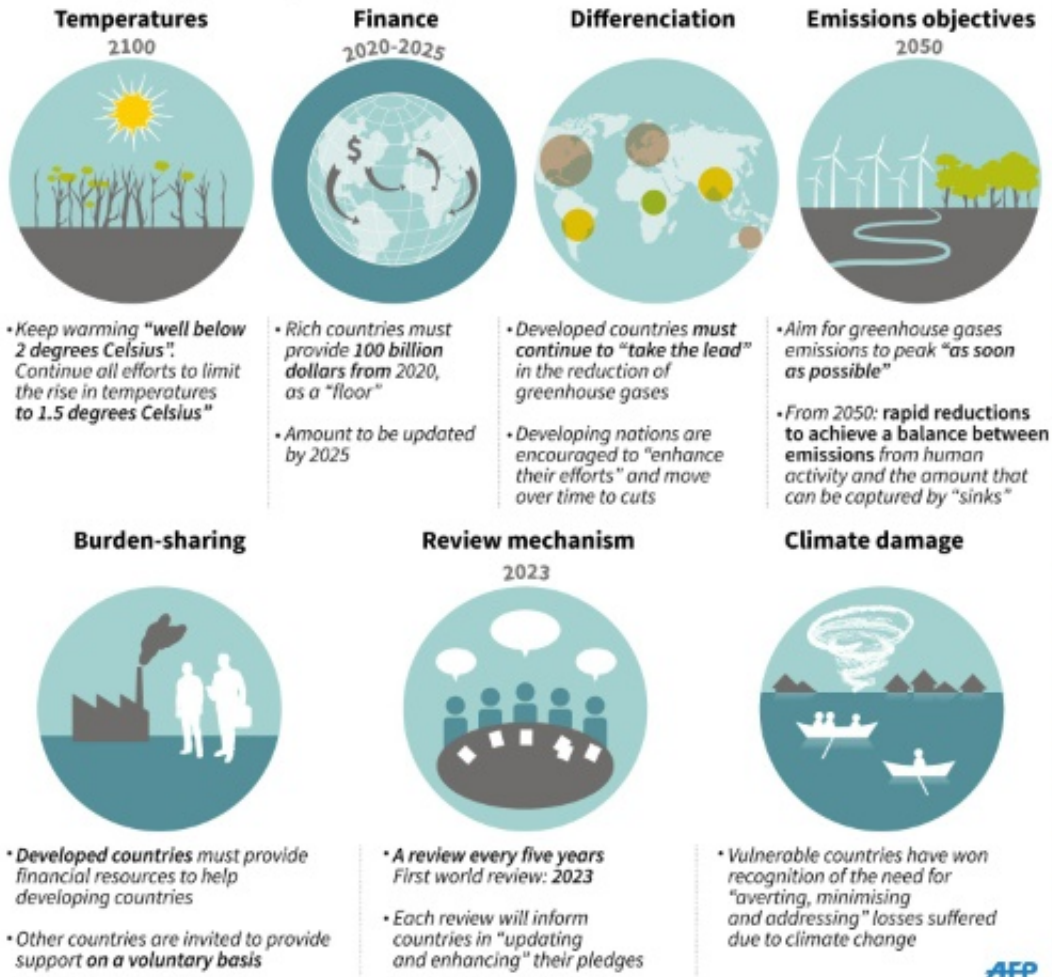 Temperatures
2100
• Keep warming “well below
2 degrees Celsius”.
Continue all efforts to limit
the rise in temperatures
to 1.5 degrees Celsius”
Finance
2020-2025
$
• Rich countries must
provide 100 billion
dollars from 2020,
as a “floor”
• Amount to be updated
by 2025
Differenciation
• Developed countries must
continue to “take the lead”
in the reduction of
greenhouse gases
• Developing nations are
encouraged to “enhance
their efforts” and move
over time to cuts
Emissions objectives
2050
• Aim for greenhouse gases
emissions to peak “as soon
as possible”
• From 2050: rapid reductions
to achieve a balance between
emissions from human
activity and the amount that
can be captured by “sinks”
Burden-sharing
• Developed countries must provide
financial resources to help
developing countries
• Other countries are invited to provide
support on a voluntary basis
Review mechanism
2023
• A review every five years
First world review: 2023
• Each review will inform
countries in “updating
and enhancing” their pledges
Climate damage
• Vulnerable countries have won
recognition of the need for
“averting, minimising
and addressing” losses suffered
due to climate change
AFP